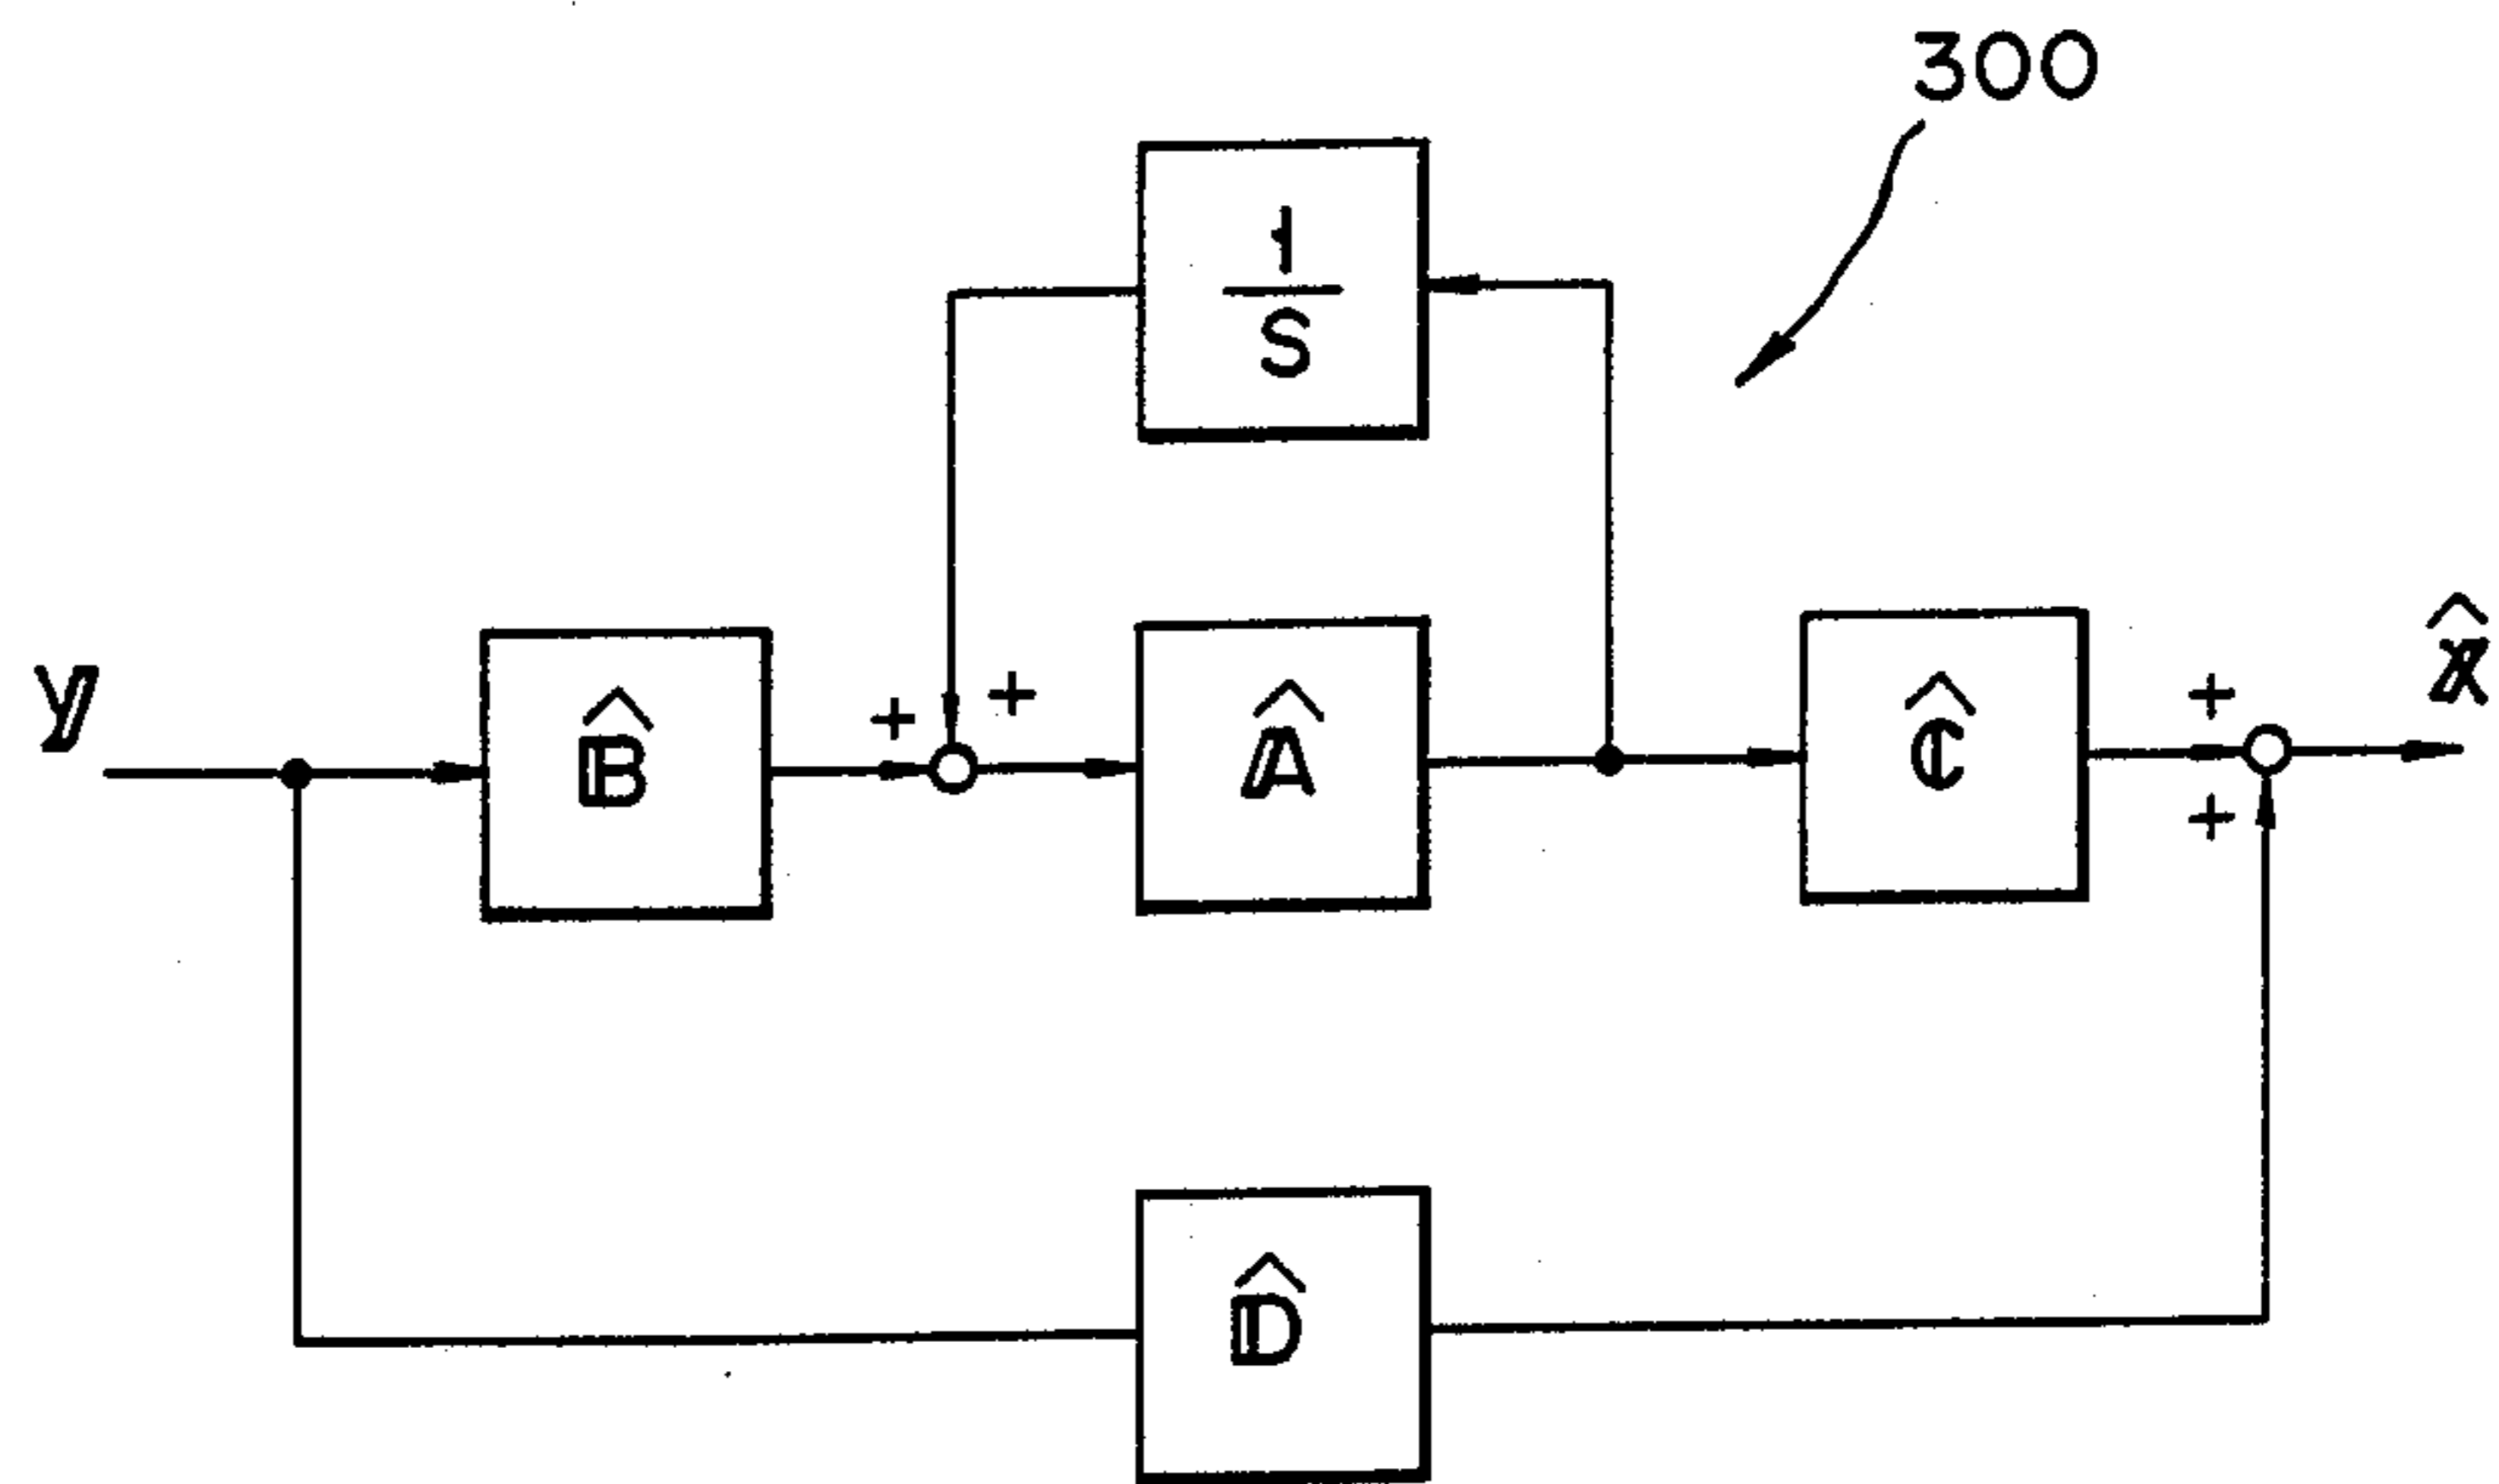 300
1
S
𝕪
+
+
𝔹̂
𝔸̂
ℂ̂
+
+
𝕩̂
𝔻̂